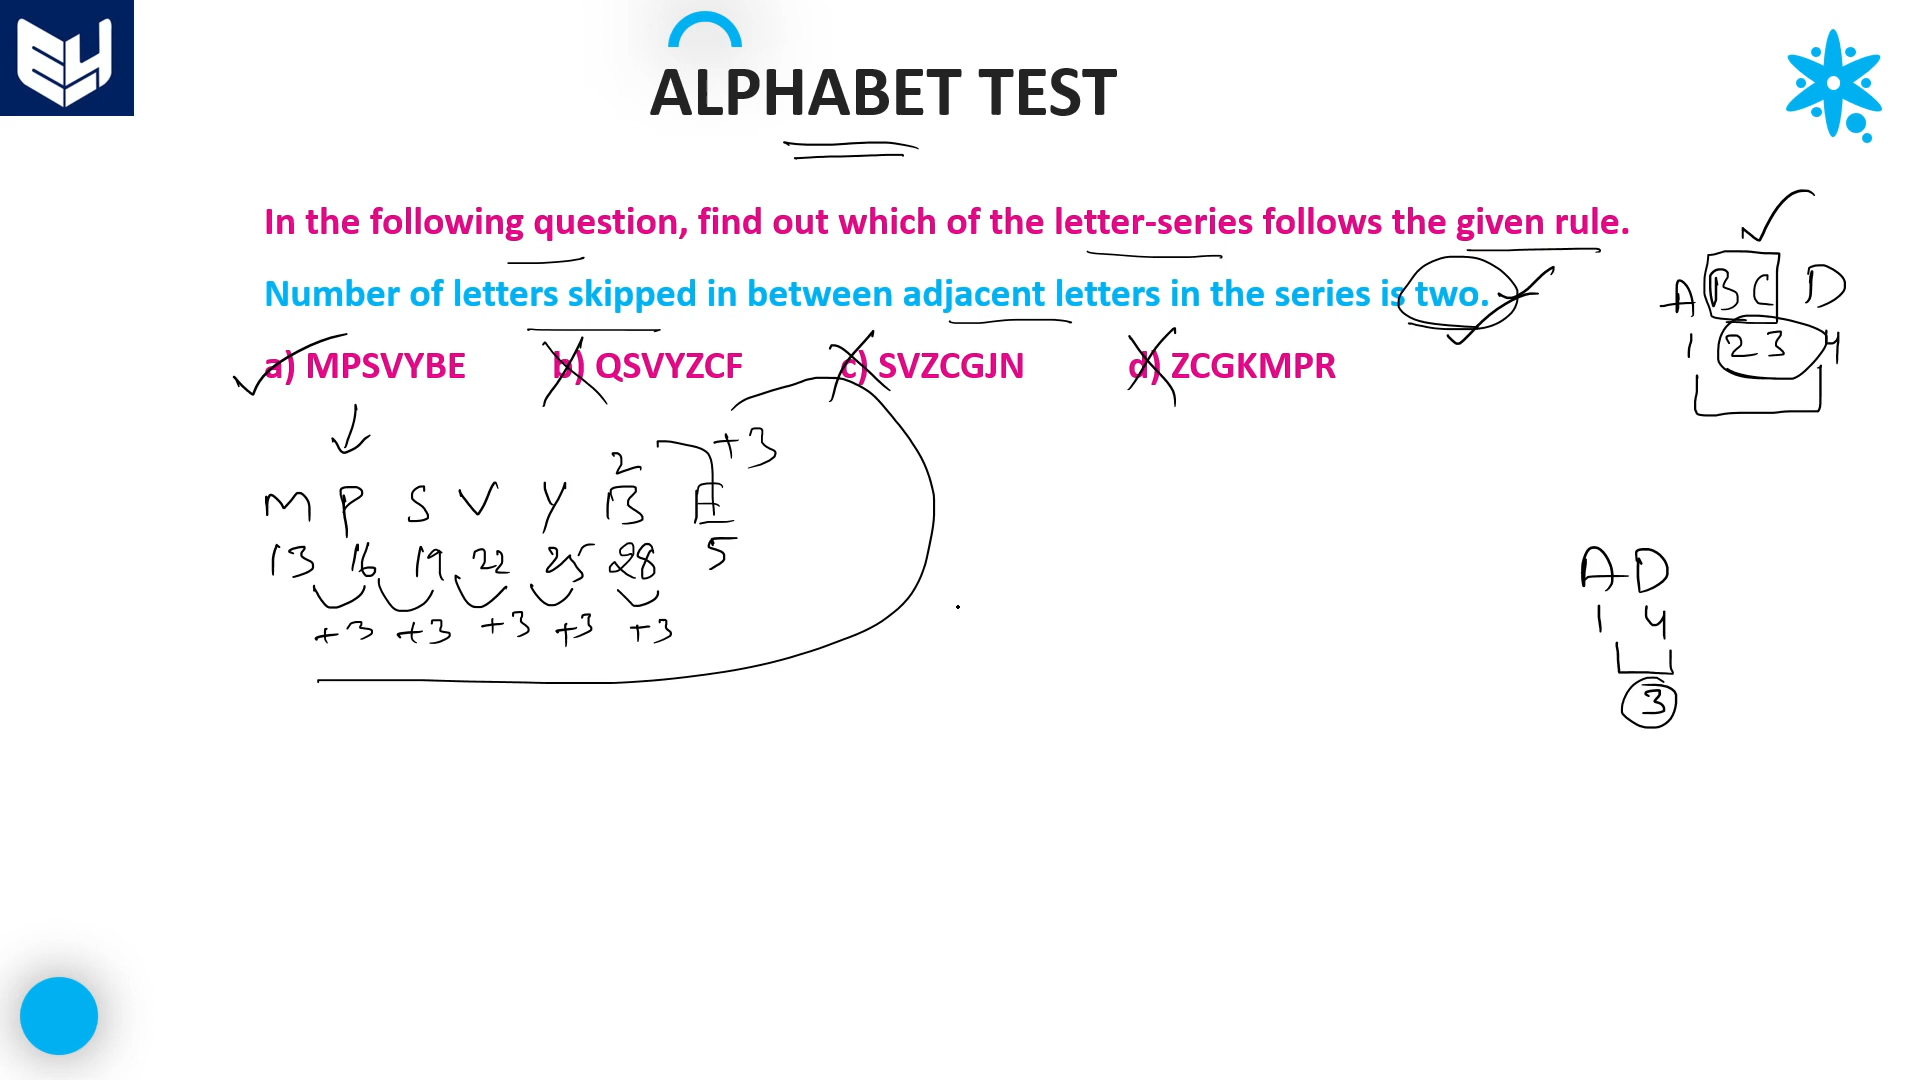 EY
ALPHABET TEST
In the following question, find out which of the letter-series follows the given rule.
Number of letters skipped in between adjacent letters in the series is two.
A B C D
1 2 3 4
a) MPSVYBE b) QSVYZCF c) SVZCGJN d) ZCGKMPR
2 +3
M P S V Y B E
13 16 19 22 25 28 5
+3 +3 +3 +3 +3
A D
1 4
3